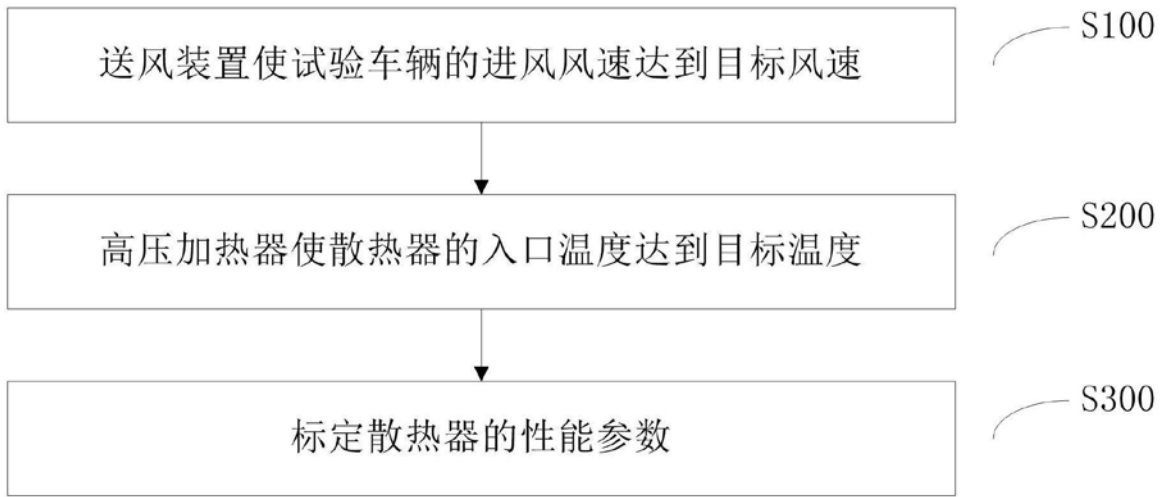 送风装置使试验车辆的进风风速达到目标风速
S100
高压加热器使散热器的入口温度达到目标温度
S200
标定散热器的性能参数
S300